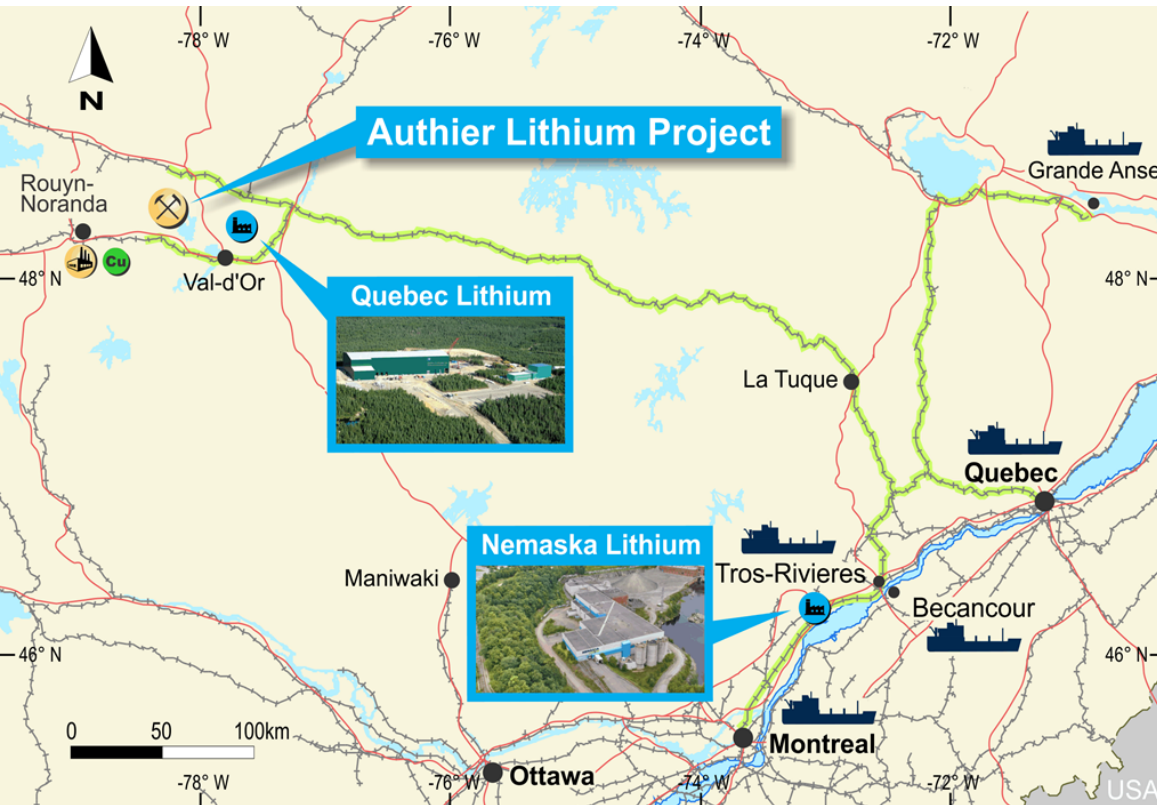 -78° W
-76° W
-74° W
-72° W
N
Authier Lithium Project
Grande Anse
Rouyn-
Noranda
Cu
Val-d'Or
48° N
48° N
Quebec Lithium
La Tuque
Quebec
Nemaska Lithium
Tros-Rivieres
Maniwaki
Becancour
46° N
46° N
0 50 100km
Montreal
Ottawa
-78° W
-76° W
-74° W
-72° W
USA